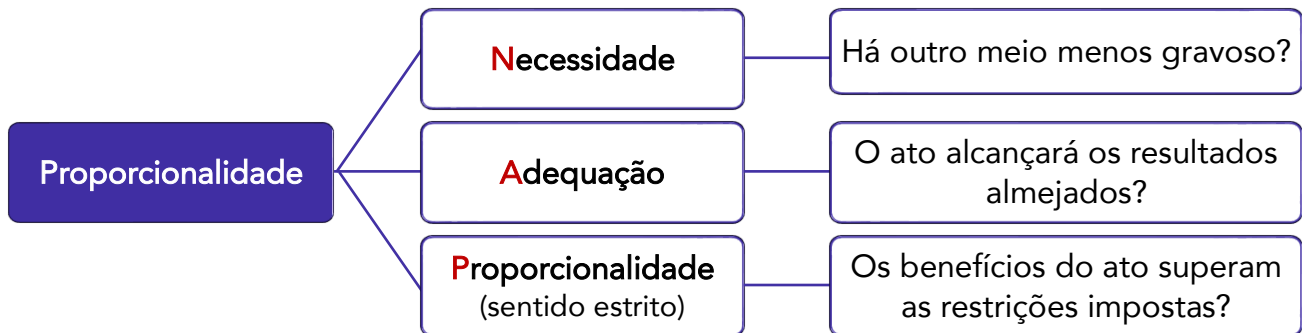 Proporcionalidade
Necessidade
Há outro meio menos gravoso?
Adequação
O ato alcançará os resultados
almejados?
Proporcionalidade
(sentido estrito)
Os benefícios do ato superam
as restrições impostas?